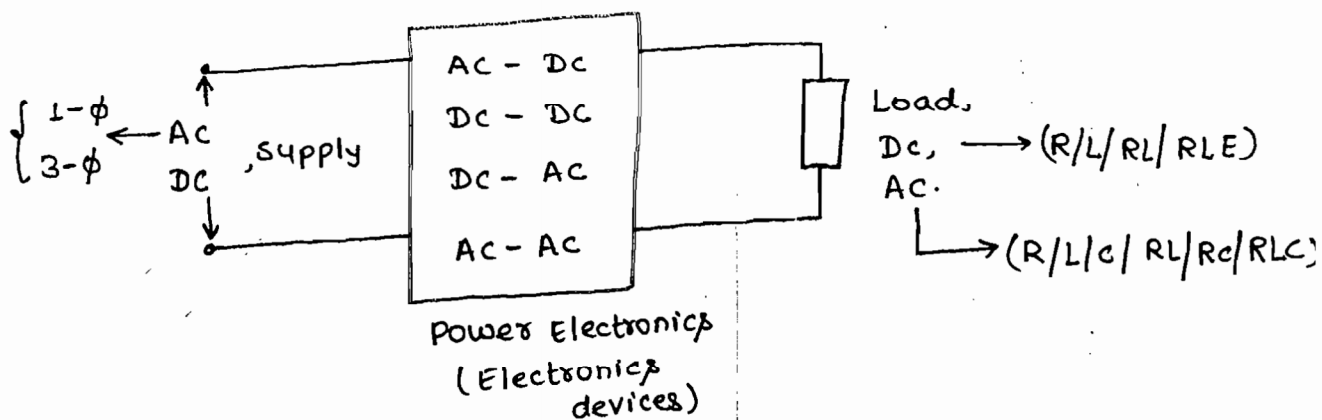 1-φ
3-φ
AC
DC
, supply
AC - DC
DC - DC
DC - AC
AC - AC
Power Electronics
(Electronics
devices)
Load,
DC,
AC.
(R/L/RL/RLE)
(R/L/C/RL/RC/RLC)